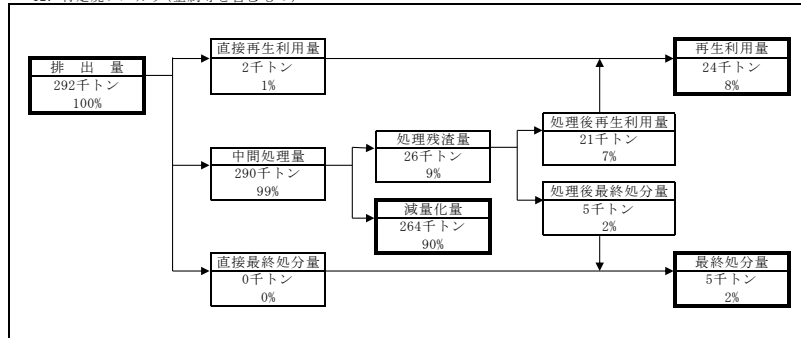 直接再生利用量
2千トン
1%
再生利用量
24千トン
8%
排 出 量
292千トン
100%
処理後再生利用量
21千トン
7%
処理残渣量
26千トン
9%
中間処理量
290千トン
99%
処理後最終処分量
5千トン
2%
減量化量
264千トン
90%
直接最終処分量
0千トン
0%
最終処分量
5千トン
2%